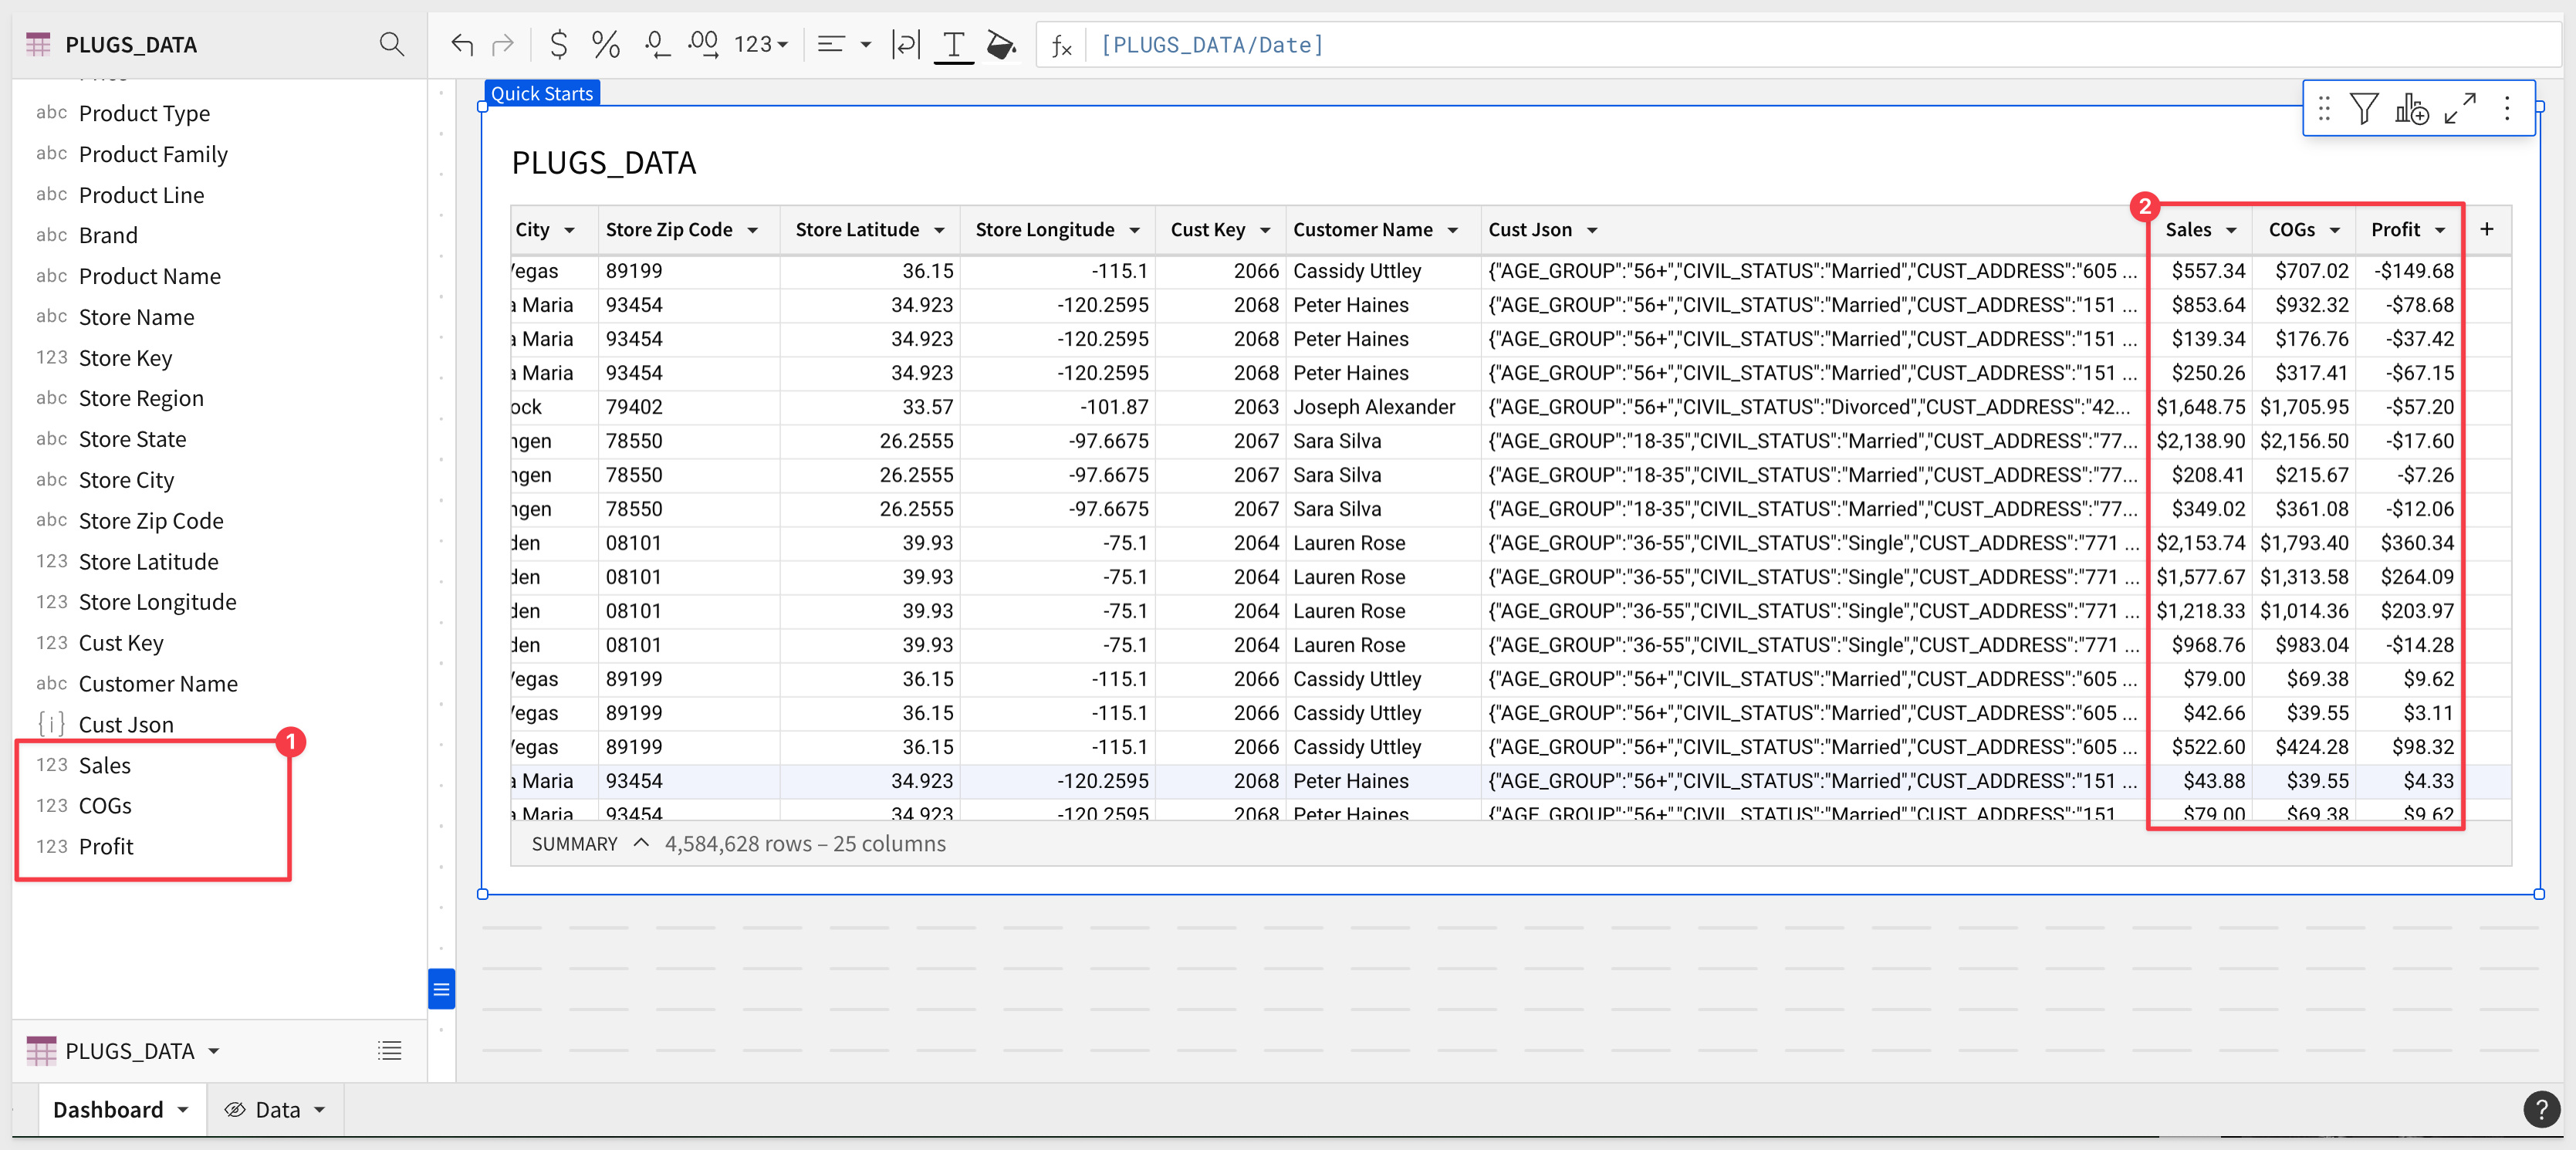 PLUGS_DATA
$ % .0 .00 123 T fx [PLUGS_DATA/Date]
Price
abc Product Type
abc Product Family
abc Product Line
abc Brand
abc Product Name
abc Store Name
123 Store Key
abc Store Region
abc Store State
abc Store City
abc Store Zip Code
123 Store Latitude
123 Store Longitude
123 Cust Key
abc Customer Name
{i} Cust Json
1
123 Sales
123 COGs
123 Profit
PLUGS_DATA
Quick Starts
PLUGS_DATA
2
City Store Zip Code Store Latitude Store Longitude Cust Key Customer Name Cust Json Sales COGs Profit +
Vegas 89199 36.15 -115.1 2066 Cassidy Uttley {"AGE_GROUP":"56+","CIVIL_STATUS":"Married","CUST_ADDRESS":"605 ... $557.34 $707.02 -$149.68
a Maria 93454 34.923 -120.2595 2068 Peter Haines {"AGE_GROUP":"56+","CIVIL_STATUS":"Married","CUST_ADDRESS":"151 ... $853.64 $932.32 -$78.68
a Maria 93454 34.923 -120.2595 2068 Peter Haines {"AGE_GROUP":"56+","CIVIL_STATUS":"Married","CUST_ADDRESS":"151 ... $139.34 $176.76 -$37.42
a Maria 93454 34.923 -120.2595 2068 Peter Haines {"AGE_GROUP":"56+","CIVIL_STATUS":"Married","CUST_ADDRESS":"151 ... $250.26 $317.41 -$67.15
ock 79402 33.57 -101.87 2063 Joseph Alexander {"AGE_GROUP":"56+","CIVIL_STATUS":"Divorced","CUST_ADDRESS":"42... $1,648.75 $1,705.95 -$57.20
ngen 78550 26.2555 -97.6675 2067 Sara Silva {"AGE_GROUP":"18-35","CIVIL_STATUS":"Married","CUST_ADDRESS":"77... $2,138.90 $2,156.50 -$17.60
ngen 78550 26.2555 -97.6675 2067 Sara Silva {"AGE_GROUP":"18-35","CIVIL_STATUS":"Married","CUST_ADDRESS":"77... $208.41 $215.67 -$7.26
ngen 78550 26.2555 -97.6675 2067 Sara Silva {"AGE_GROUP":"18-35","CIVIL_STATUS":"Married","CUST_ADDRESS":"77... $349.02 $361.08 -$12.06
den 08101 39.93 -75.1 2064 Lauren Rose {"AGE_GROUP":"36-55","CIVIL_STATUS":"Single","CUST_ADDRESS":"771 ... $2,153.74 $1,793.40 $360.34
den 08101 39.93 -75.1 2064 Lauren Rose {"AGE_GROUP":"36-55","CIVIL_STATUS":"Single","CUST_ADDRESS":"771 ... $1,577.67 $1,313.58 $264.09
den 08101 39.93 -75.1 2064 Lauren Rose {"AGE_GROUP":"36-55","CIVIL_STATUS":"Single","CUST_ADDRESS":"771 ... $1,218.33 $1,014.36 $203.97
den 08101 39.93 -75.1 2064 Lauren Rose {"AGE_GROUP":"36-55","CIVIL_STATUS":"Single","CUST_ADDRESS":"771 ... $968.76 $983.04 -$14.28
Vegas 89199 36.15 -115.1 2066 Cassidy Uttley {"AGE_GROUP":"56+","CIVIL_STATUS":"Married","CUST_ADDRESS":"605 ... $79.00 $69.38 $9.62
Vegas 89199 36.15 -115.1 2066 Cassidy Uttley {"AGE_GROUP":"56+","CIVIL_STATUS":"Married","CUST_ADDRESS":"605 ... $42.66 $39.55 $3.11
Vegas 89199 36.15 -115.1 2066 Cassidy Uttley {"AGE_GROUP":"56+","CIVIL_STATUS":"Married","CUST_ADDRESS":"605 ... $522.60 $424.28 $98.32
a Maria 93454 34.923 -120.2595 2068 Peter Haines {"AGE_GROUP":"56+","CIVIL_STATUS":"Married","CUST_ADDRESS":"151 ... $43.88 $39.55 $4.33
a Maria 93454 34.923 -120.2595 2068 Peter Haines {"AGE_GROUP":"56+","CIVIL_STATUS":"Married","CUST_ADDRESS":"151 $79.00 $69.38 $9.62
SUMMARY 4,584,628 rows – 25 columns
Dashboard Data ?